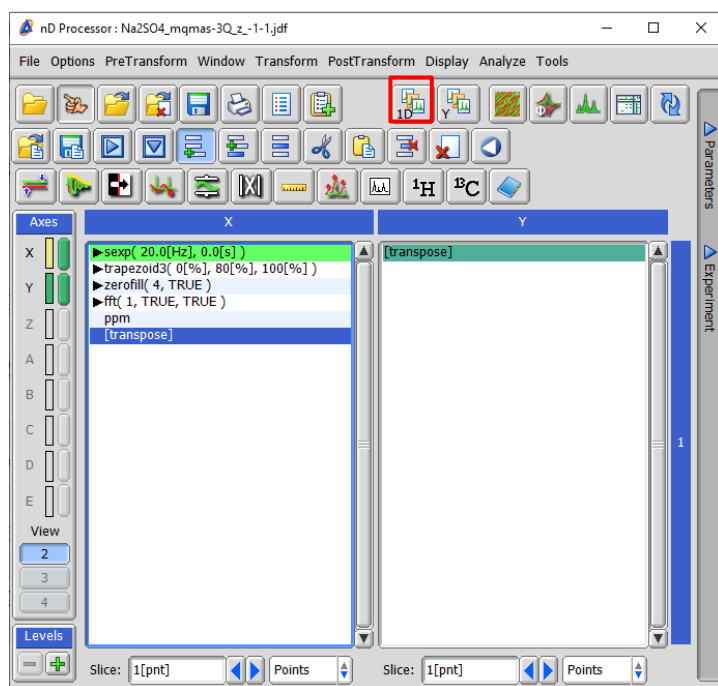 nD Processor : Na2SO4_mqmas-3Q_z_-1-1.jdf
File Options PreTransform Window Transform PostTransform Display Analyze Tools
1D Y
¹H ¹³C
Axes X Y
X sexp( 20.0[Hz], 0.0[s] ) [transpose]
trapezoid3( 0[%], 80[%], 100[%] )
Y zerofill( 4, TRUE )
fft( 1, TRUE, TRUE )
Z ppm
[transpose]
A
B
C
D
E
View
2
3
4
Levels
Slice: 1[pnt] Points Slice: 1[pnt] Points
1
Parameters
Experiment